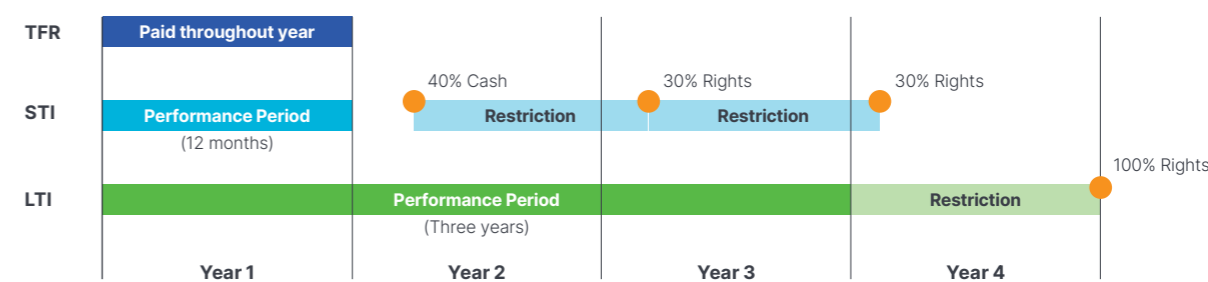 TFR
Paid throughout year
40% Cash
30% Rights
30% Rights
STI
Performance Period
Restriction
Restriction
(12 months)
100% Rights
LTI
Performance Period
Restriction
(Three years)
Year 1
Year 2
Year 3
Year 4